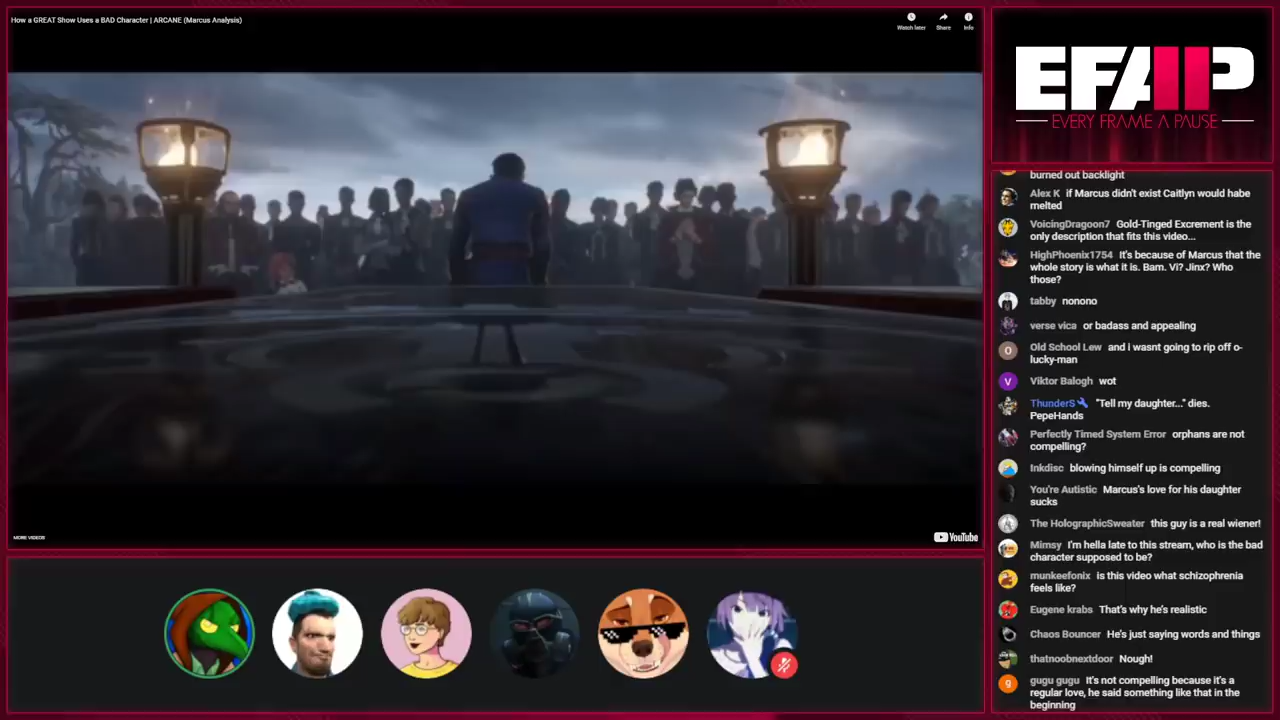 How a GREAT Show Uses a BAD Character | ARCANE (Marcus Analysis)
Watch later
Share
Info
MORE VIDEOS
YouTube
EFAP
EVERY FRAME A PAUSE
burned out backlight
Alex K if Marcus didn't exist Caitlyn would habe
melted
VoicingDragoon7 Gold-Tinged Excrement is the
only description that fits this video...
HighPhoenix1754 It's because of Marcus that the
whole story is what it is. Bam. Vi? Jinx? Who
those?
tabby nonono
verse vica or badass and appealing
O
Old School Lew and i wasnt going to rip off o-
lucky-man
V
Viktor Balogh wot
ThunderS "Tell my daughter..." dies.
PepeHands
Perfectly Timed System Error orphans are not
compelling?
Inkdisc blowing himself up is compelling
You're Autistic Marcus's love for his daughter
sucks
The HolographicSweater this guy is a real wiener!
Mimsy I'm hella late to this stream, who is the bad
character supposed to be?
munkeefonix is this video what schizophrenia
feels like?
Eugene krabs That's why he's realistic
Chaos Bouncer He's just saying words and things
thatnoobnextdoor Nough!
g
gugu gugu It's not compelling because it's a
regular love, he said something like that in the
beginning